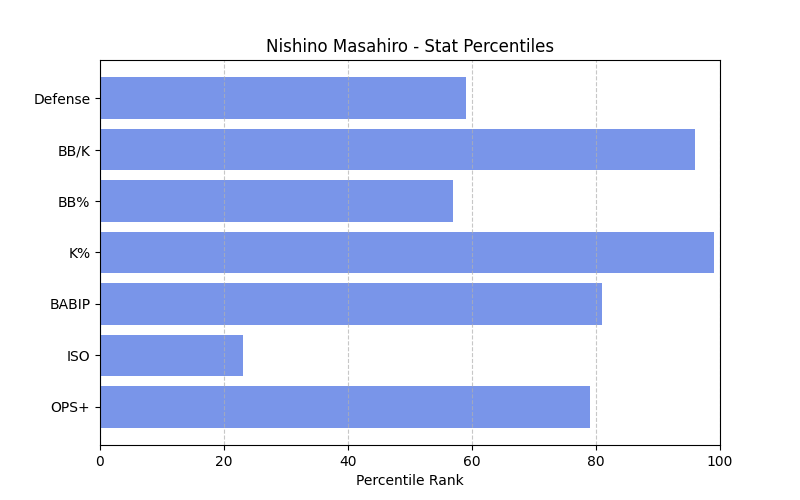 Nishino Masahiro - Stat Percentiles
Defense
BB/K
BB%
K%
BABIP
ISO
OPS+
0 20 40 60 80 100
Percentile Rank